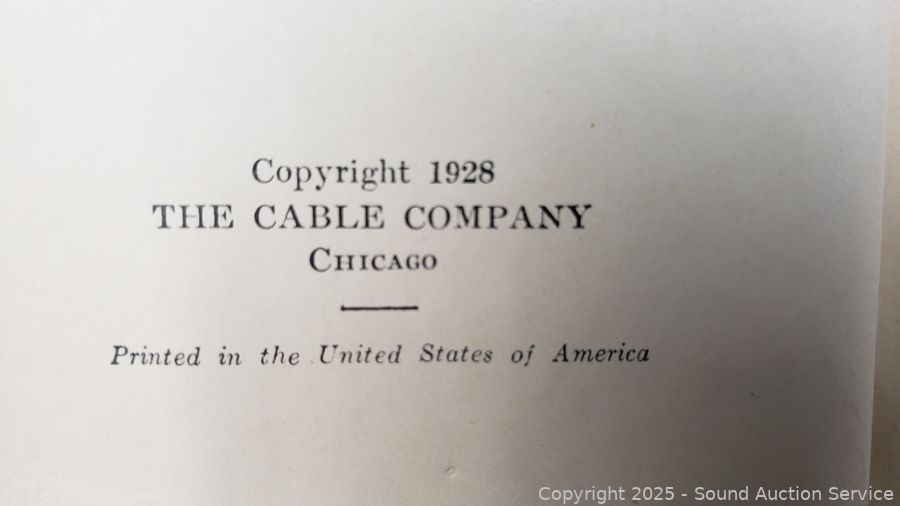 Copyright 1928
THE CABLE COMPANY
CHICAGO
Printed in the United States of America
Copyright 2025 - Sound Auction Service